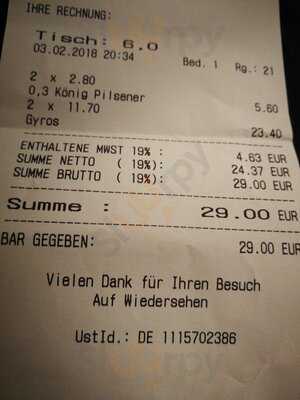 IHRE RECHNUNG:
Tisch: 6.0
03.02.2018 20:34 Bed. 1 Rg.: 21
2 x 2.80
0,3 König Pilsener 5.60
2 x 11.70
Gyros 23.40
ENTHALTENE MWST 19% : 4.63 EUR
SUMME NETTO ( 19%): 24.37 EUR
SUMME BRUTTO ( 19%): 29.00 EUR
Summe : 29.00 EUR
BAR GEGEBEN: 29.00 EUR
Vielen Dank für Ihren Besuch
Auf Wiedersehen
UstId.: DE 1115702386